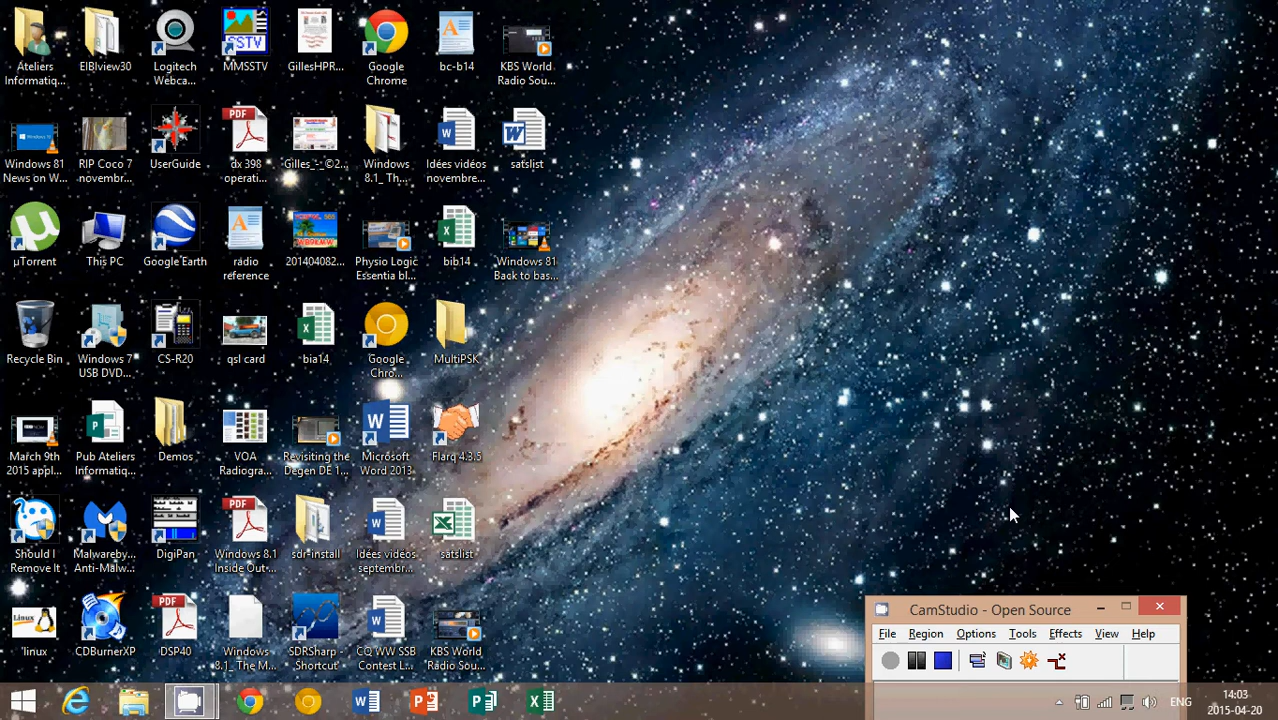 Ateliers
Informatiq...
EIBIview30
Logitech
Webca...
SSTV
MMSSTV
GillesHPR...
Google
Chrome
bc-b14
KBS World
Radio Sou...
Windows 81
News on W...
RIP Coco 7
novembr...
UserGuide
PDF
dx 398
operati...
Gilles_-_©2...
Windows
8.1_ Th...
Idées vidéos
novembre...
satslist
µTorrent
This PC
Google Earth
radio
reference
201404082...
Physio Logic
Essentia bl...
bib14
Windows 81
Back to bas...
Recycle Bin
Windows 7
USB DVD...
CS-R20
qsl card
bia14
Google
Chro...
MultiPSK
March 9th
2015 appl...
Pub Ateliers
Informatiq...
Demos
VOA
Radiogra...
Revisiting the
Degen DE 1...
Microsoft
Word 2013
Flarq 4.3.5
Should I
Remove It
Malwareby...
Anti-Malw...
DigiPan
PDF
Windows 8.1
Inside Out-...
sdr-install
Idées vidéos
septembr...
satslist
Linux
linux
CDBurnerXP
PDF
DSP40
Windows
8.1_ The M...
SDRSharp -
Shortcut
CQ WW SSB
Contest L...
KBS World
Radio Sou...
CamStudio - Open Source
File Region Options Tools Effects View Help
ENG
14:03
2015-04-20